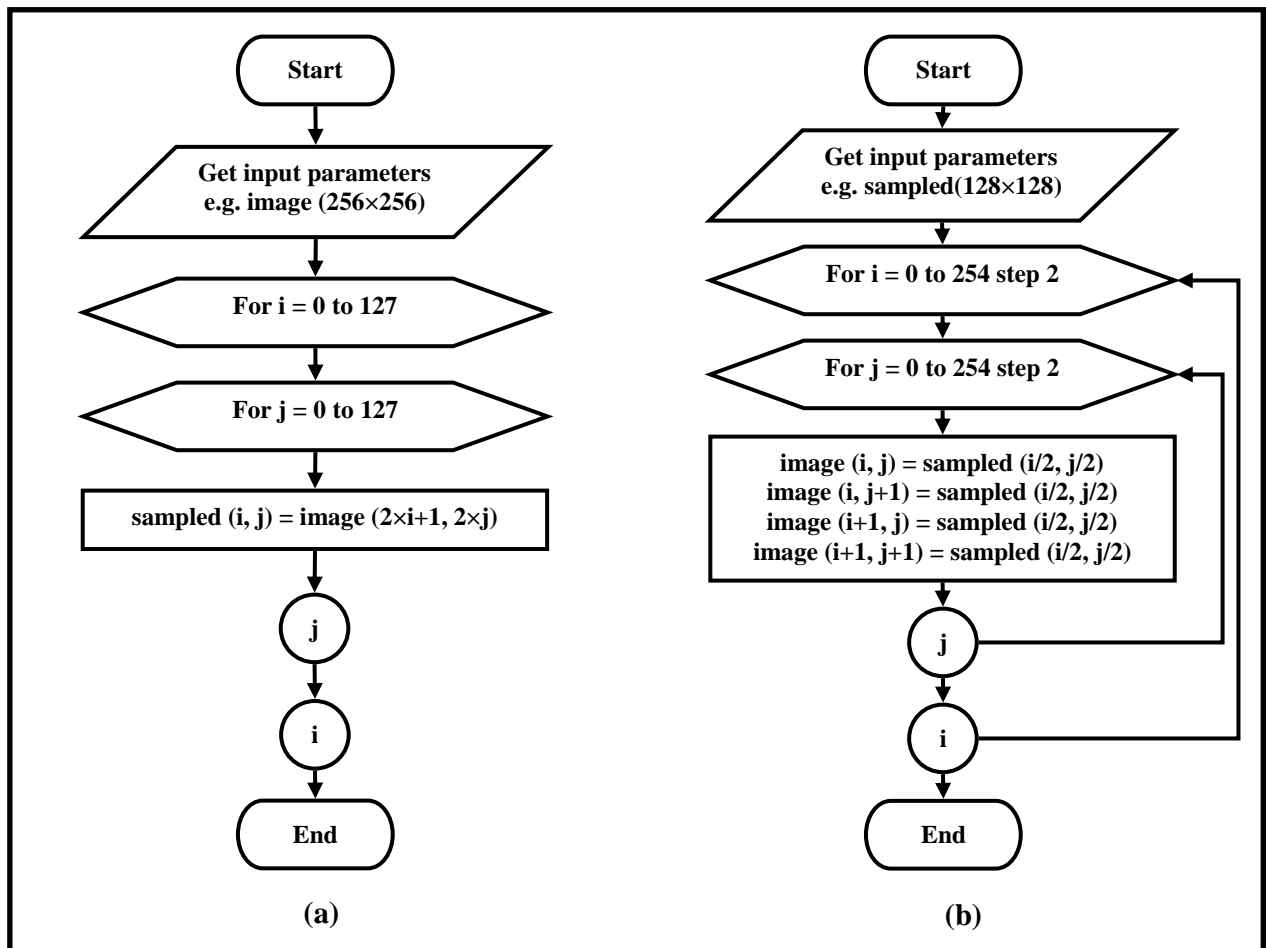 Start
Get input parameters
e.g. image (256×256)
For i = 0 to 127
For j = 0 to 127
sampled (i, j) = image (2×i+1, 2×j)
j
i
End
(a)
Start
Get input parameters
e.g. sampled(128×128)
For i = 0 to 254 step 2
For j = 0 to 254 step 2
image (i, j) = sampled (i/2, j/2)
image (i, j+1) = sampled (i/2, j/2)
image (i+1, j) = sampled (i/2, j/2)
image (i+1, j+1) = sampled (i/2, j/2)
j
i
End
(b)